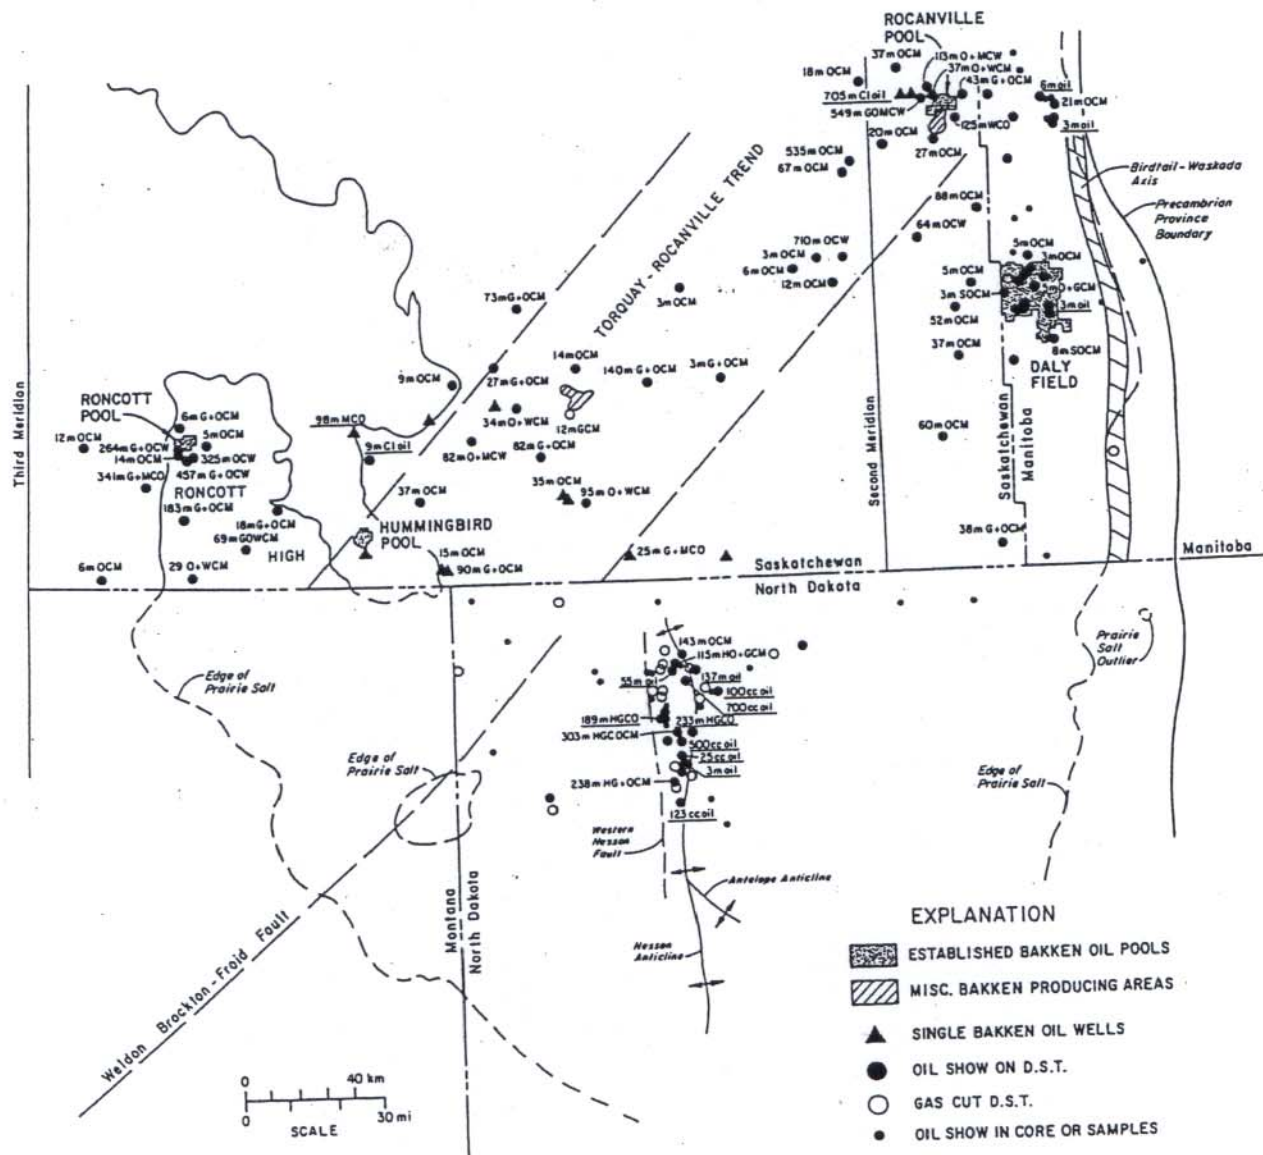 ROCANVILLE
POOL
37m OCM
113m O+MCW
37m O+WCM
43m G+OCM
18m OCM
705m Cl oil
549m GOMCW
6m oil
21m OCM
3m oil
125m WCO
20m OCM
27m OCM
535m OCM
67m OCM
Birdtail-Waskada
Axis
Precambrian
Province
Boundary
88m OCM
64m OCW
710m OCW
3m OCM
6m OCM
12m OCM
5m OCM
3m OCM
5m OCM
3m SOCM
5m O+GCM
3m oil
52m OCM
37m OCM
8m SOCM
DALY
FIELD
TORQUAY-ROCANVILLE TREND
73m G+OCM
3m OCM
14m OCM
140m G+OCM
3m G+OCM
9m OCM
27m G+OCM
34m O+WCM
12m GCM
98m MCO
9m Cl oil
82m O+MCW
82m G+OCM
60m OCM
35m OCM
95m O+WCM
37m OCM
Third Meridian
RONCOTT
POOL
6m G+OCM
12m OCM
5m OCM
264m G+OCW
14m OCM
325m OCW
341m G+MCO
457m G+OCW
RONCOTT
HIGH
183m G+OCM
18m G+OCM
69m GOWCM
6m OCM
29 O+WCM
HUMMINGBIRD
POOL
15m OCM
90m G+OCM
25m G+MCO
38m G+OCM
Second Meridian
Saskatchewan
Manitoba
Saskatchewan
North Dakota
Manitoba
143m OCM
115m HO+GCM
55m oil
137m oil
100cc oil
700cc oil
189m HGCO
233m HGCO
303m HGCOCM
500cc oil
25cc oil
3m oil
238m HG+OCM
123cc oil
Edge of
Prairie Salt
Edge of
Prairie Salt
Edge of
Prairie Salt
Prairie
Salt
Outlier
Western
Nesson
Fault
Antelope Anticline
Nesson
Anticline
Montana
North Dakota
Weldon Brockton-Froid Fault
0 40 km
0 30 mi
SCALE
EXPLANATION
ESTABLISHED BAKKEN OIL POOLS
MISC. BAKKEN PRODUCING AREAS
SINGLE BAKKEN OIL WELLS
OIL SHOW ON D.S.T.
GAS CUT D.S.T.
OIL SHOW IN CORE OR SAMPLES